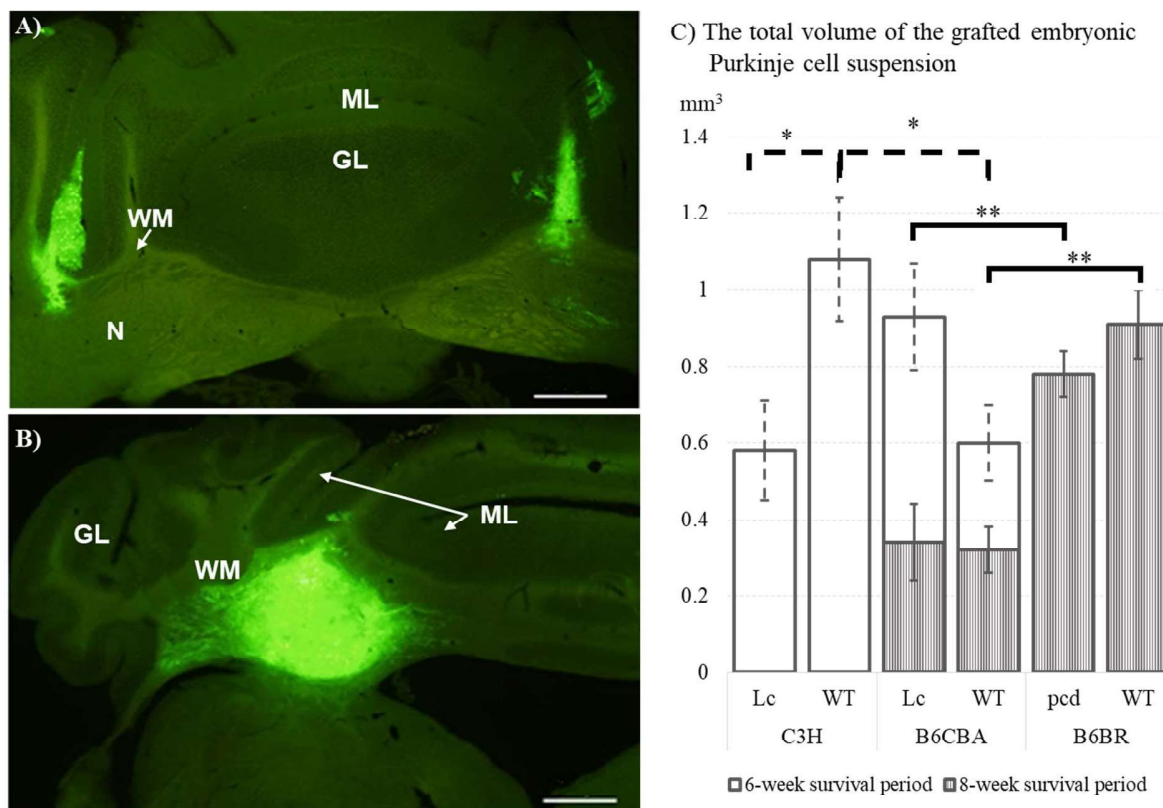 A)
ML
GL
WM
N
B)
ML
GL
WM
C) The total volume of the grafted embryonic
Purkinje cell suspension
mm³
* *
1.4
1.2
**
**
1
0.8
0.6
0.4
0.2
0
Lc WT Lc WT pcd WT
C3H B6CBA B6BR
6-week survival period 8-week survival period